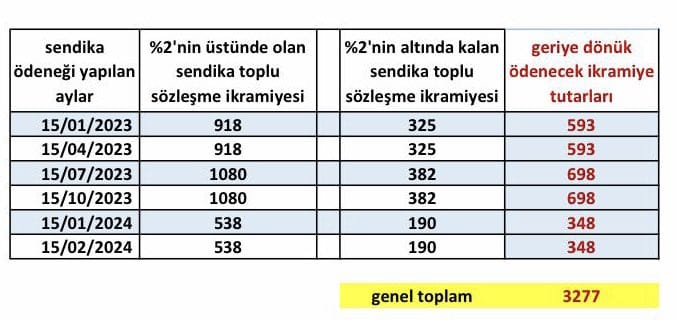 sendika ödeneği yapılan aylar %2'nin üstünde olan sendika toplu sözleşme ikramiyesi %2'nin altında kalan sendika toplu sözleşme ikramiyesi geriye dönük ödenecek ikramiye tutarları
15/01/2023 918 325 593
15/04/2023 918 325 593
15/07/2023 1080 382 698
15/10/2023 1080 382 698
15/01/2024 538 190 348
15/02/2024 538 190 348
genel toplam 3277